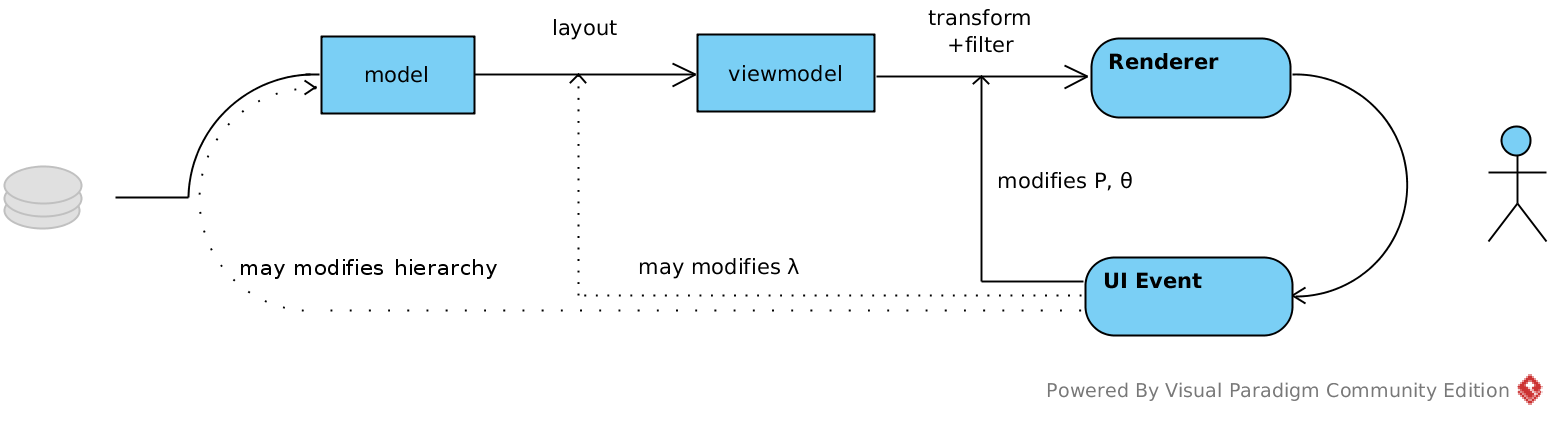 layout
transform
+filter
model
viewmodel
Renderer
modifies P, θ
may modifies hierarchy
may modifies λ
UI Event
Powered By Visual Paradigm Community Edition